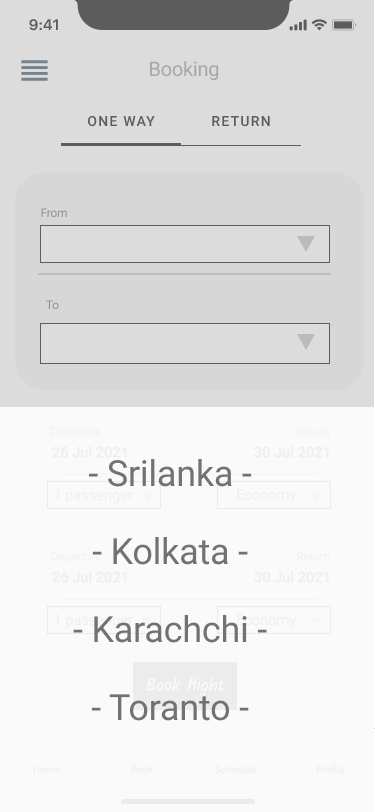 9:41
Booking
ONE WAY RETURN
From
To
Departure Return
26 Jul 2021 30 Jul 2021
- Srilanka -
1 passenger Economy
- Kolkata -
Departure Return
26 Jul 2021 30 Jul 2021
1 passenger Economy
- Karachchi -
Book flight
- Toranto -
Home Book Schedule Profile